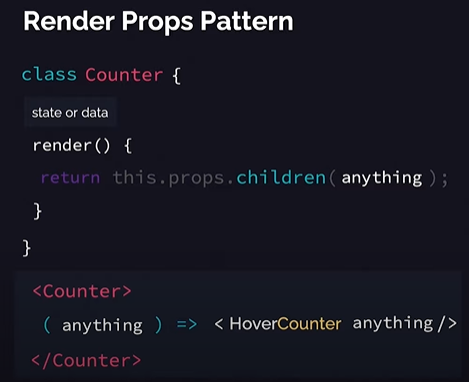 Render Props Pattern
class Counter {
state or data
render() {
return this.props.children( anything );
}
}
<Counter>
( anything ) => < HoverCounter anything />
</Counter>